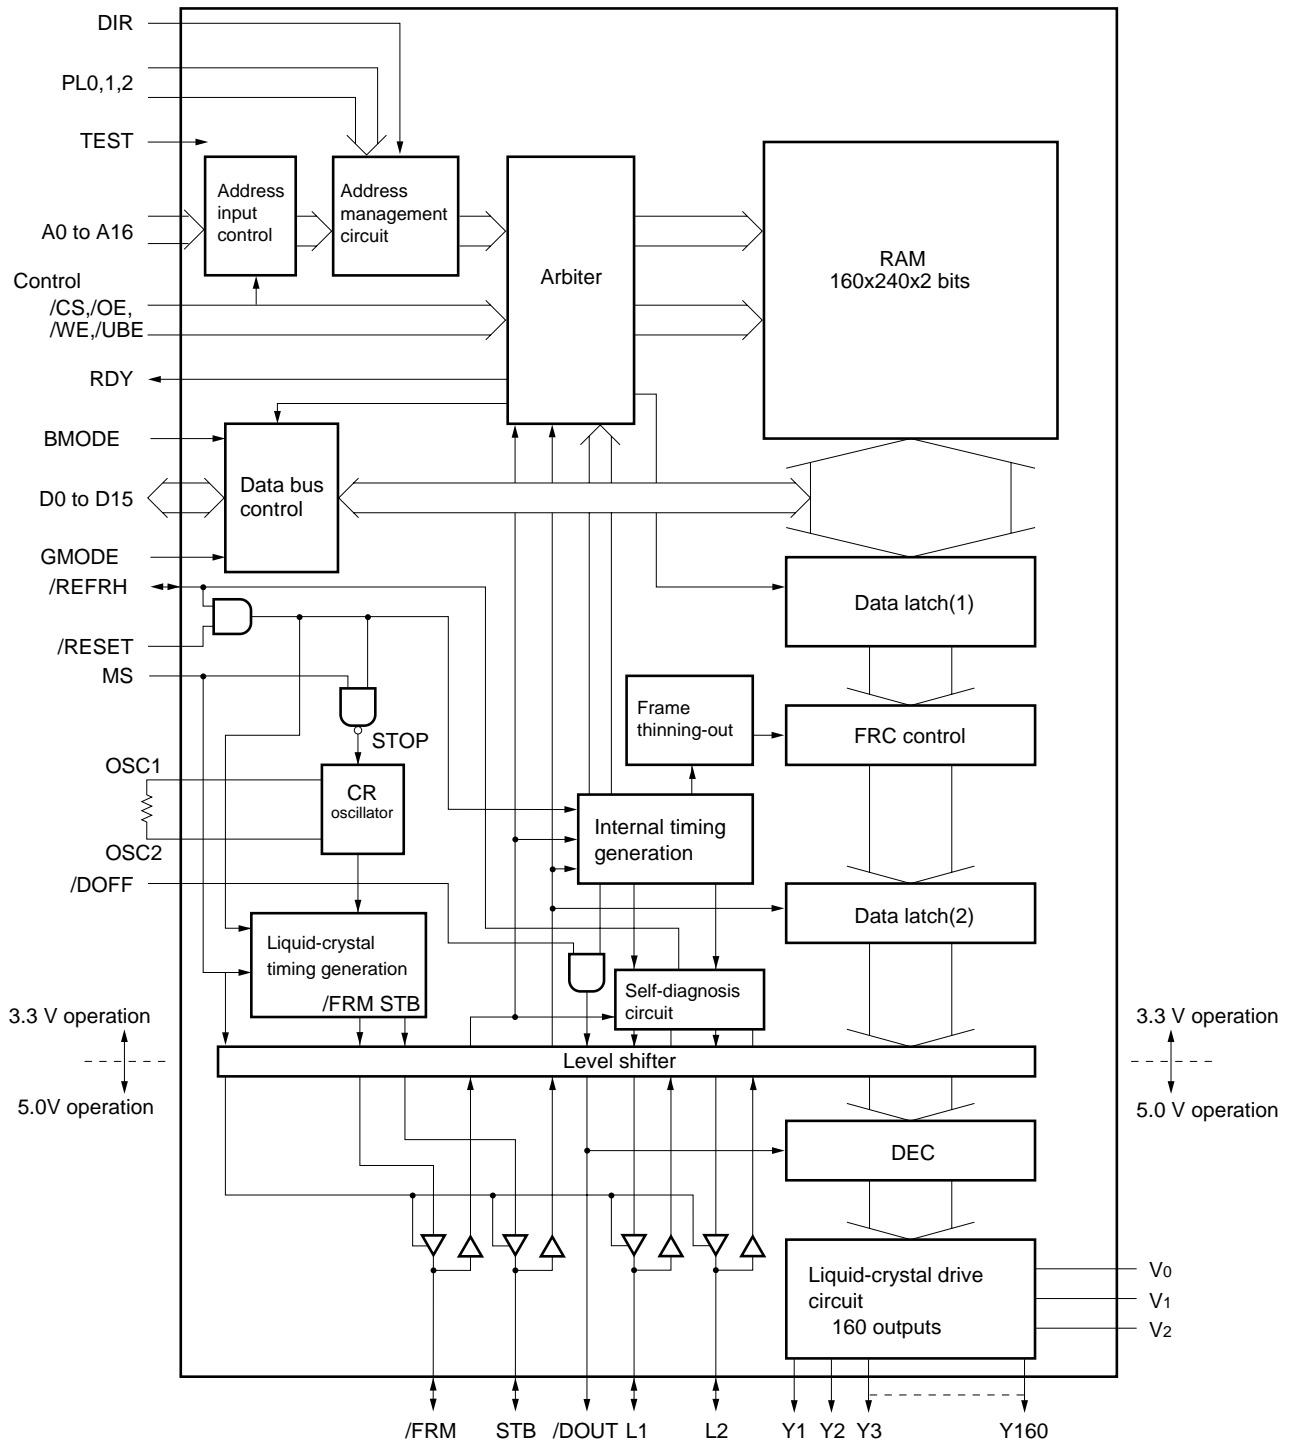 DIR
PL0,1,2
TEST
Address
input
control
Address
management
circuit
Arbiter
RAM
160x240x2 bits
A0 to A16
Control
/CS,/OE,
/WE,/UBE
RDY
BMODE
D0 to D15
Data bus
control
GMODE
/REFRH
/RESET
MS
Data latch(1)
Frame
thinning-out
FRC control
STOP
OSC1
CR
oscillator
OSC2
Internal timing
generation
/DOFF
Data latch(2)
Liquid-crystal
timing generation
/FRM STB
Self-diagnosis
circuit
3.3 V operation
3.3 V operation
Level shifter
5.0V operation
5.0 V operation
DEC
Liquid-crystal drive
circuit
160 outputs
V0
V1
V2
/FRM
STB
/DOUT
L1
L2
Y1
Y2
Y3
Y160